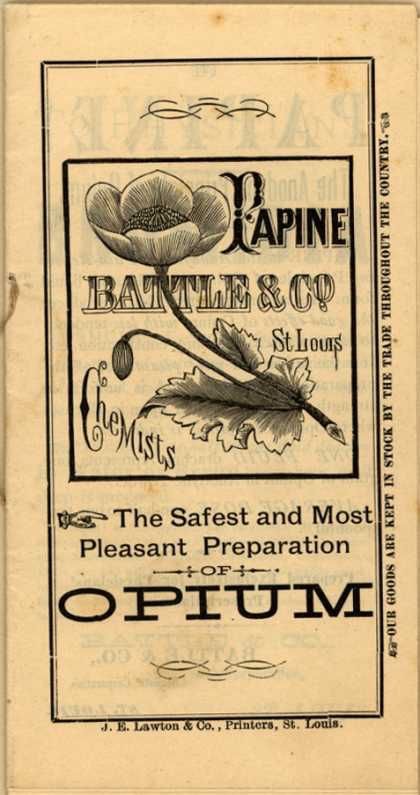 PAPINE
BATTLE & CO
St Louis
Chemists
The Safest and Most
Pleasant Preparation
OF
OPIUM
OUR GOODS ARE KEPT IN STOCK BY THE TRADE THROUGHOUT THE COUNTRY.
J. E. Lawton & Co., Printers, St. Louis.